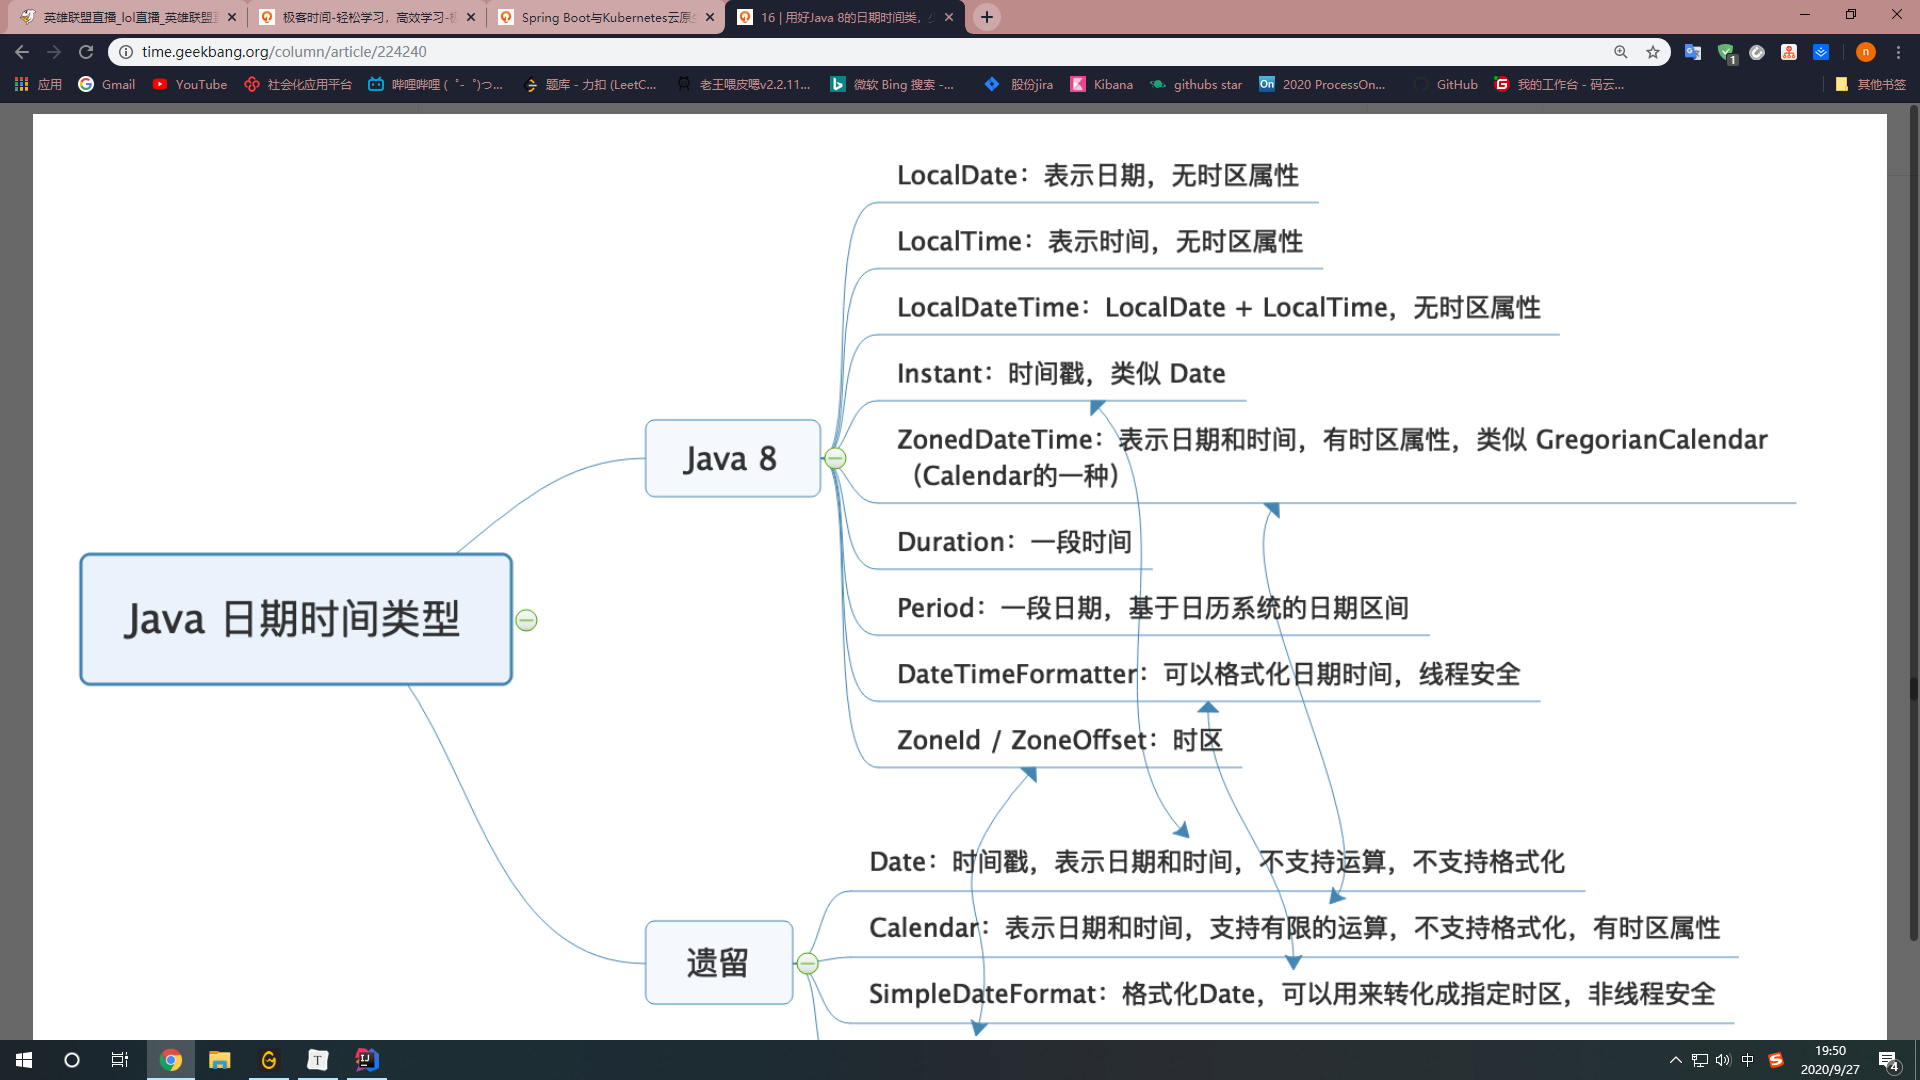 英雄联盟直播_lol直播_英雄联盟
极客时间-轻松学习，高效学习-
Spring Boot与Kubernetes云原
16 | 用好Java 8的日期时间类，
time.geekbang.org/column/article/224240
应用 Gmail YouTube 社会化应用平台 哔哩哔哩 ( ゜- ゜)つ... 题库 - 力扣 (LeetC... 老王喂皮嗯v2.2.11... 微软 Bing 搜索 -... 股份jira Kibana githubs star 2020 ProcessOn... GitHub 我的工作台 - 码云... 其他书签
LocalDate：表示日期，无时区属性
LocalTime：表示时间，无时区属性
LocalDateTime：LocalDate + LocalTime，无时区属性
Instant：时间戳，类似 Date
ZonedDateTime：表示日期和时间，有时区属性，类似 GregorianCalendar
（Calendar的一种）
Java 8
Duration：一段时间
Period：一段日期，基于日历系统的日期区间
Java 日期时间类型
DateTimeFormatter：可以格式化日期时间，线程安全
ZoneId / ZoneOffset：时区
Date：时间戳，表示日期和时间，不支持运算，不支持格式化
Calendar：表示日期和时间，支持有限的运算，不支持格式化，有时区属性
遗留
SimpleDateFormat：格式化Date，可以用来转化成指定时区，非线程安全
中
19:50
2020/9/27
4